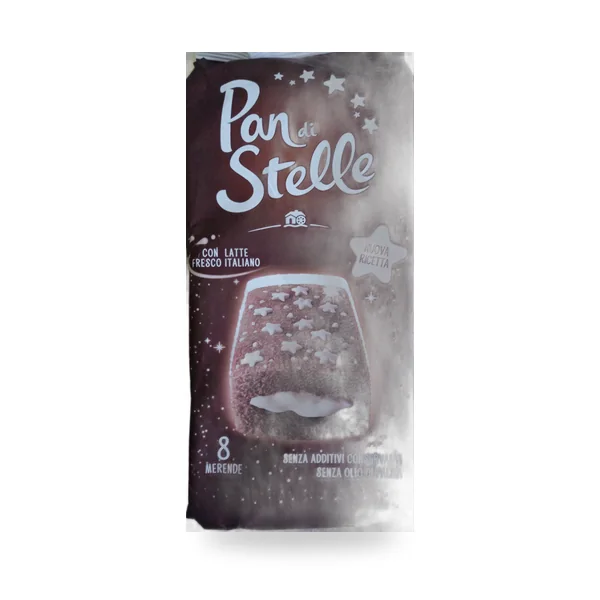 Pan di
Stelle
CON LATTE
FRESCO ITALIANO
NUOVA
RICETTA
8
MERENDE
SENZA ADDITIVI
SENZA